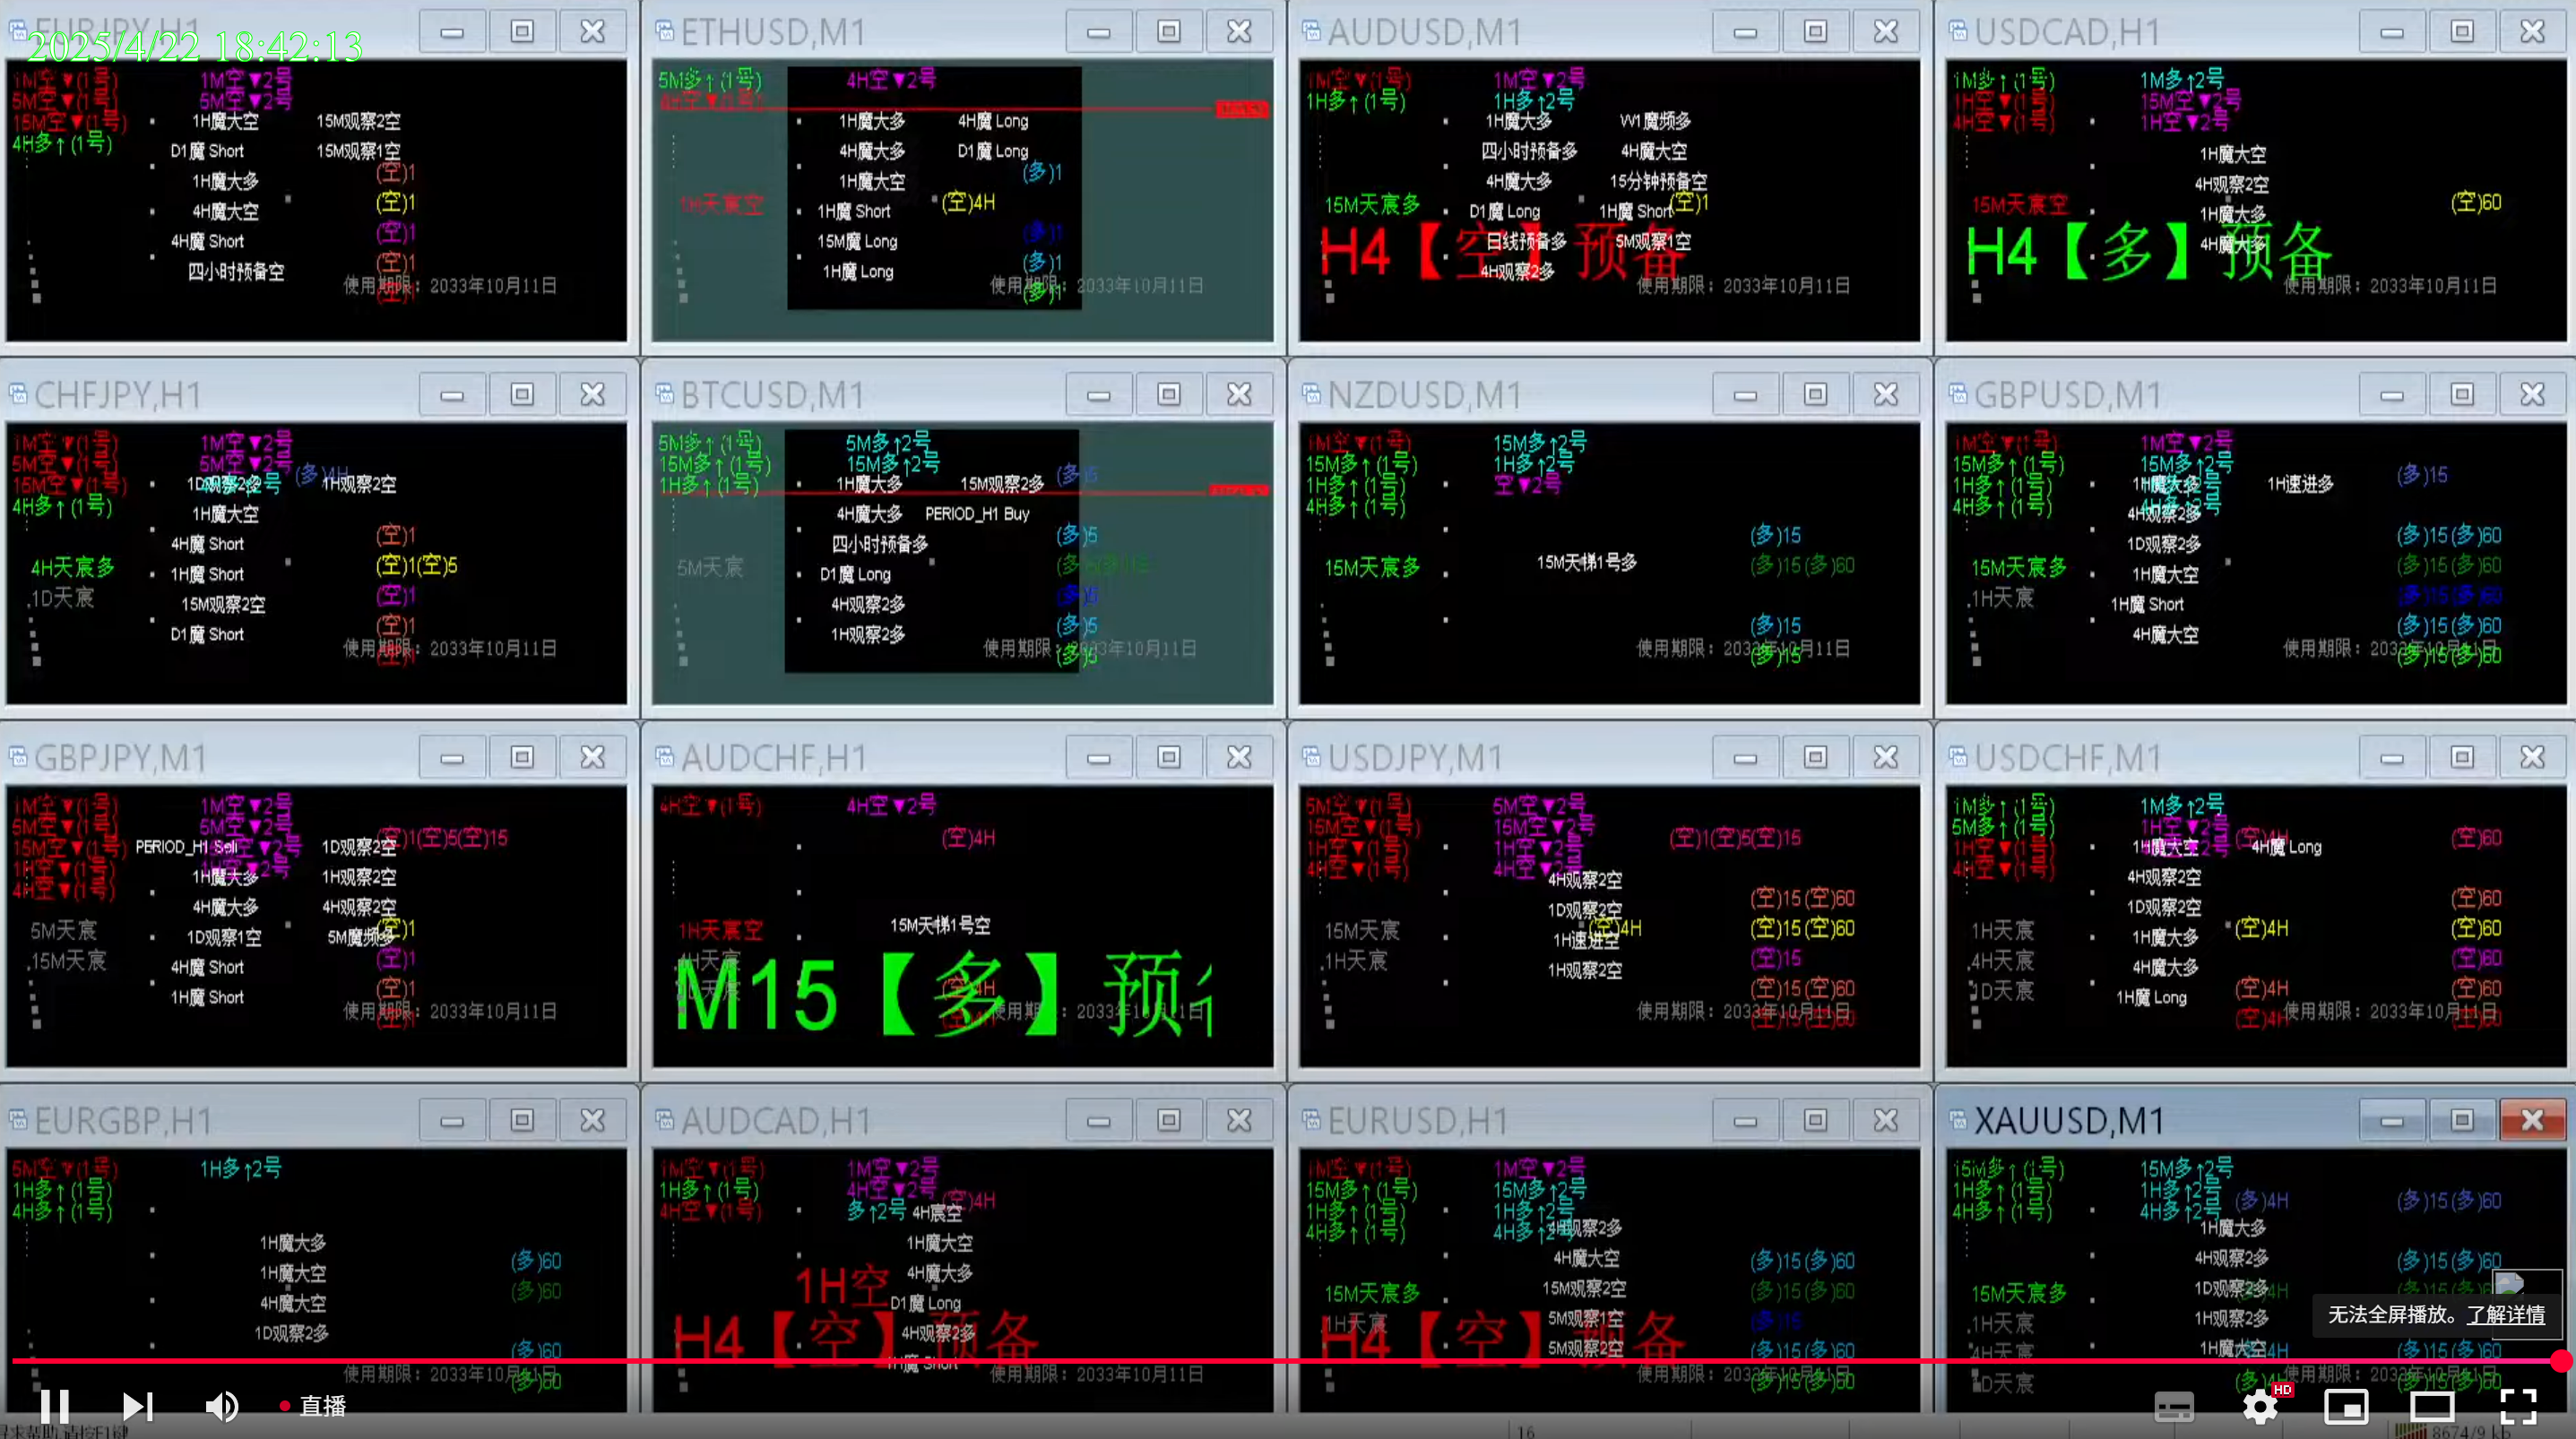 EURJPY,H1
2025/4/22 18:42:13
1M空▼(1号) 1M空▼2号
5M空▼(1号) 5M空▼2号
15M空▼(1号) 1H魔大空 15M观察2空
4H多↑(1号) D1魔 Short 15M观察1空
(空)1
1H魔大多
4H魔大空 (空)1
(空)1
4H魔 Short
(空)1
四小时预备空
使用期限：2033年10月11日
ETHUSD,M1
5M多↑(1号) 4H空▼2号
4H空▼(1号)
1H魔大多 4H魔 Long
4H魔大多 D1魔 Long
(多)1
1H魔大空
(空)4H
1H魔 Short
15M魔 Long (多)1
1H魔 Long (多)1
使用期限：2033年10月11日
(多)1
AUDUSD,M1
1M空▼(1号) 1M空▼2号
1H多↑(1号) 1H多↑2号
1H魔大多 W1魔频多
四小时预备多 4H魔大空
4H魔大多 15分钟预备空
15M天宸多 D1魔 Long 1H魔 Short (空)1
日线预备多 5M观察1空
H4【空】预备
4H观察2多
使用期限：2033年10月11日
USDCAD,H1
1M多↑(1号) 1M多↑2号
1H空▼(1号) 15M空▼2号
4H空▼(1号) 1H空▼2号
1H魔大空
4H观察2空
15M天宸空 1H魔大多 (空)60
4H魔大多
H4【多】预备
使用期限：2033年10月11日
CHFJPY,H1
1M空▼(1号) 1M空▼2号
5M空▼(1号) 5M空▼2号 (多)4H
15M空▼(1号) 1D观察2多 1H观察2空
4H多↑(1号) 1H魔大空
4H魔 Short (空)1
4H天宸多 1H魔 Short (空)1(空)5
1D天宸 15M观察2空 (空)1
D1魔 Short (空)1
使用期限：2033年10月11日
BTCUSD,M1
5M多↑(1号) 5M多↑2号
15M多↑(1号) 15M多↑2号
1H多↑(1号) 1H魔大多 15M观察2多 (多)5
4H魔大多 PERIOD_H1 Buy
四小时预备多 (多)5
5M天宸 D1魔 Long
4H观察2多 (多)5
1H观察2多 (多)5
使用期限：2033年10月11日
(多)5
NZDUSD,M1
1M空▼(1号) 15M多↑2号
15M多↑(1号) 1H多↑2号
1H多↑(1号) 空▼2号
4H多↑(1号)
(多)15
15M天宸多 15M天梯1号多 (多)15(多)60
(多)15
使用期限：2033年10月11日
(多)15
GBPUSD,M1
1M空▼(1号) 1M空▼2号
15M多↑(1号) 15M多↑2号 (多)15
1H多↑(1号) 1H魔大多 1H速进多
4H多↑(1号) 4H观察2多
1D观察2多 (多)15(多)60
15M天宸多 1H魔大空 (多)15(多)60
1H天宸 1H魔 Short (多)15(多)60
4H魔大空 (多)15(多)60
使用期限：2033年10月11日
(多)15(多)60
GBPJPY,M1
1M空▼(1号) 1M空▼2号
5M空▼(1号) 5M空▼2号 (空)1(空)5(空)15
15M空▼(1号) PERIOD_H1 Sell 1D观察2空
1H空▼(1号) 1H魔大多 1H观察2空
4H空▼(1号) 4H魔大多 4H观察2空
5M天宸 1D观察1空 5M魔频多 (空)1
15M天宸 4H魔 Short (空)1
1H魔 Short (空)1
使用期限：2033年10月11日
AUDCHF,H1
4H空▼(1号) 4H空▼2号
(空)4H
1H天宸空 15M天梯1号空
4H天宸
M15【多】预
(空)4H
使用期限：2033年10月11日
USDJPY,M1
5M空▼(1号) 5M空▼2号
15M空▼(1号) 15M空▼2号 (空)1(空)5(空)15
1H空▼(1号) 1H空▼2号
4H空▼(1号) 4H空▼2号
4H观察2空
1D观察2空 (空)15(空)60
15M天宸 (空)4H (空)15(空)60
1H速进空
1H天宸 1H观察2空 (空)15
(空)15(空)60
使用期限：2033年10月11日
(空)15(空)60
USDCHF,M1
1M多↑(1号) 1M多↑2号
5M多↑(1号) 1H空▼2号 (空)4H (空)60
1H空▼(1号) 1H魔大空 4H魔 Long
4H空▼(1号) 4H观察2空
1D观察2空 (空)60
1H天宸 1H魔大多 (空)4H (空)60
4H天宸 4H魔大多 (空)60
1D天宸 1H魔 Long (空)4H (空)60
使用期限：2033年10月11日
(空)4H (空)60
EURGBP,H1
5M空▼(1号) 1H多↑2号
1H多↑(1号)
4H多↑(1号)
1H魔大多
1H魔大空 (多)60
4H魔大空 (多)60
1D观察2多
(多)60
使用期限：2033年10月11日
(多)60
AUDCAD,H1
1M空▼(1号) 1M空▼2号
1H多↑(1号) 4H空▼2号 (空)4H
4H空▼(1号) 多↑2号 4H宸空
1H魔大空
1H空 4H魔大多
D1魔 Long
H4【空】预备
4H观察2多
1H魔 Short
使用期限：2033年10月11日
EURUSD,H1
1M空▼(1号) 1M空▼2号
15M多↑(1号) 15M多↑2号
1H多↑(1号) 1H多↑2号
4H多↑(1号) 4H多↑2号 4H观察2多
4H魔大空 (多)15(多)60
15M天宸多 15M观察2空 (多)15(多)60
1H天宸 5M观察1空 (多)15
H4【空】预备
5M观察2空 (多)15(多)60
使用期限：2033年10月11日
(多)15(多)60
XAUUSD,M1
15M多↑(1号) 15M多↑2号
1H多↑(1号) 1H多↑2号 (多)4H (多)15(多)60
4H多↑(1号) 4H多↑2号
1H魔大多
4H观察2多 (多)15(多)60
15M天宸多 1D观察2多
无法全屏播放。了解详情
1H天宸 1H观察2多
4H天宸 1H魔大空 (多)15(多)60
1D天宸 使用期限：2033年10月11日
直播
HD
16
8674/9 kb